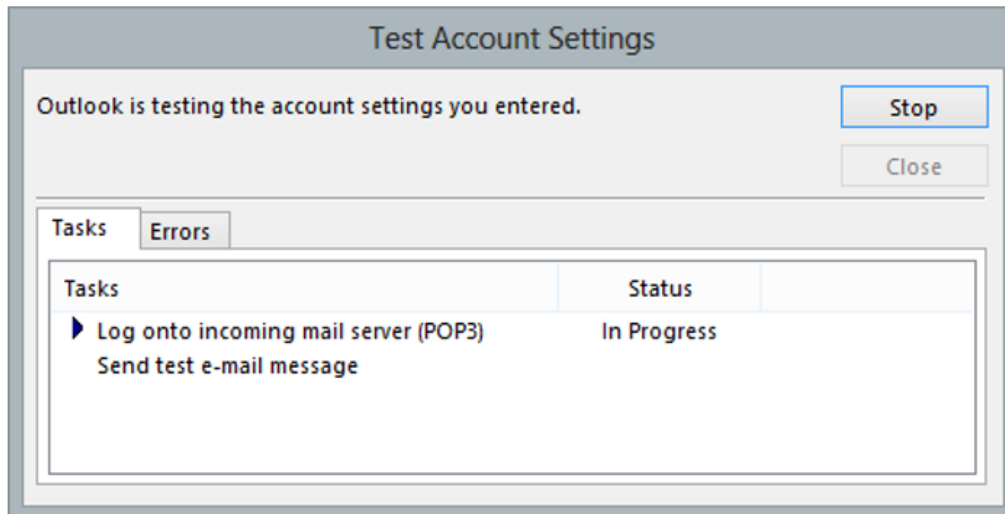 Test Account Settings
Outlook is testing the account settings you entered.
Stop
Close
Tasks Errors
Tasks Status
Log onto incoming mail server (POP3) In Progress
Send test e-mail message